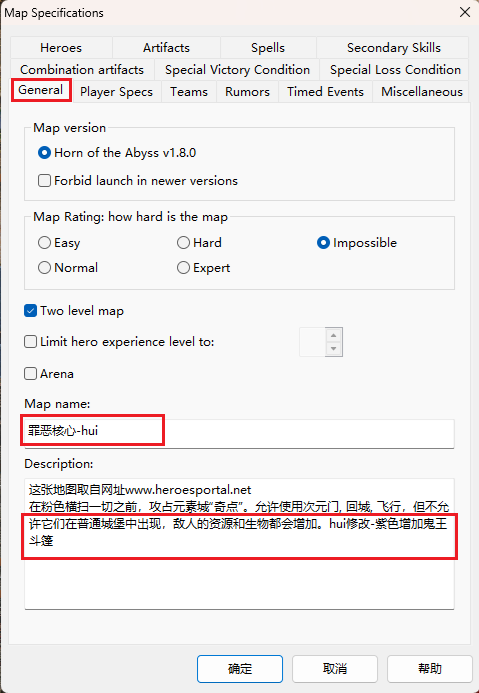 Map Specifications
Heroes
Artifacts
Spells
Secondary Skills
Combination artifacts
Special Victory Condition
Special Loss Condition
General
Player Specs
Teams
Rumors
Timed Events
Miscellaneous
Map version
Horn of the Abyss v1.8.0
Forbid launch in newer versions
Map Rating: how hard is the map
Easy
Hard
Impossible
Normal
Expert
Two level map
Limit hero experience level to:
Arena
Map name:
罪恶核心-hui
Description:
这张地图取自网址www.heroesportal.net
在粉色横扫一切之前，攻占元素城“奇点”。允许使用次元门, 回城, 飞行，但不允
许它们在普通城堡中出现，敌人的资源和生物都会增加。hui修改-紫色增加鬼王
斗篷
确定
取消
帮助